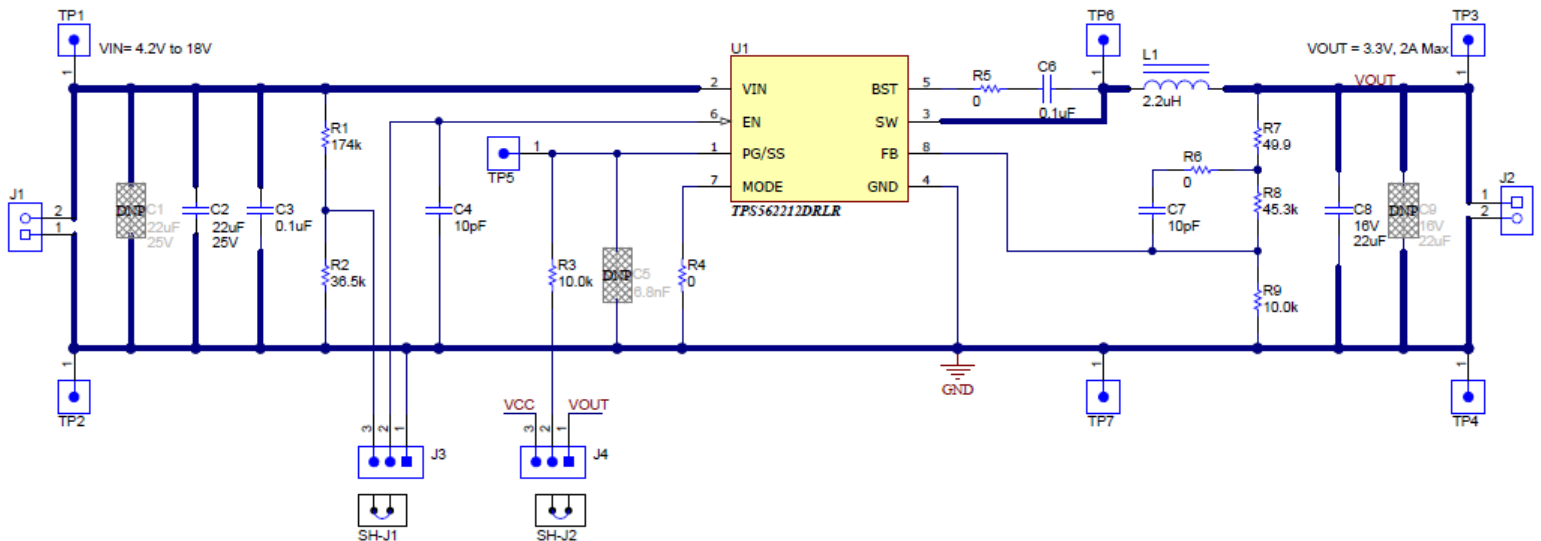 TP1
VIN= 4.2V to 18V
1
U1
TP6
1
L1
2.2uH
VOUT = 3.3V, 2A Max
TP3
1
VOUT
2 VIN
6 EN
1 PG/SS
7 MODE
BST 5
SW 3
FB 8
GND 4
TPS562212DRLR
R5
0
C6
0.1uF
R1
174k
TP5
1
R7
49.9
R6
0
R8
45.3k
C7
10pF
J1
2
1
DNP
C1
22uF
25V
C2
22uF
25V
C3
0.1uF
C4
10pF
R2
36.5k
R3
10.0k
DNP
C5
6.8nF
R4
0
R9
10.0k
C8
16V
22uF
DNP
C9
16V
22uF
J2
1
2
1
TP2
GND
1
TP7
1
TP4
3
2
1
J3
VCC
VOUT
3
2
1
J4
SH-J1
SH-J2